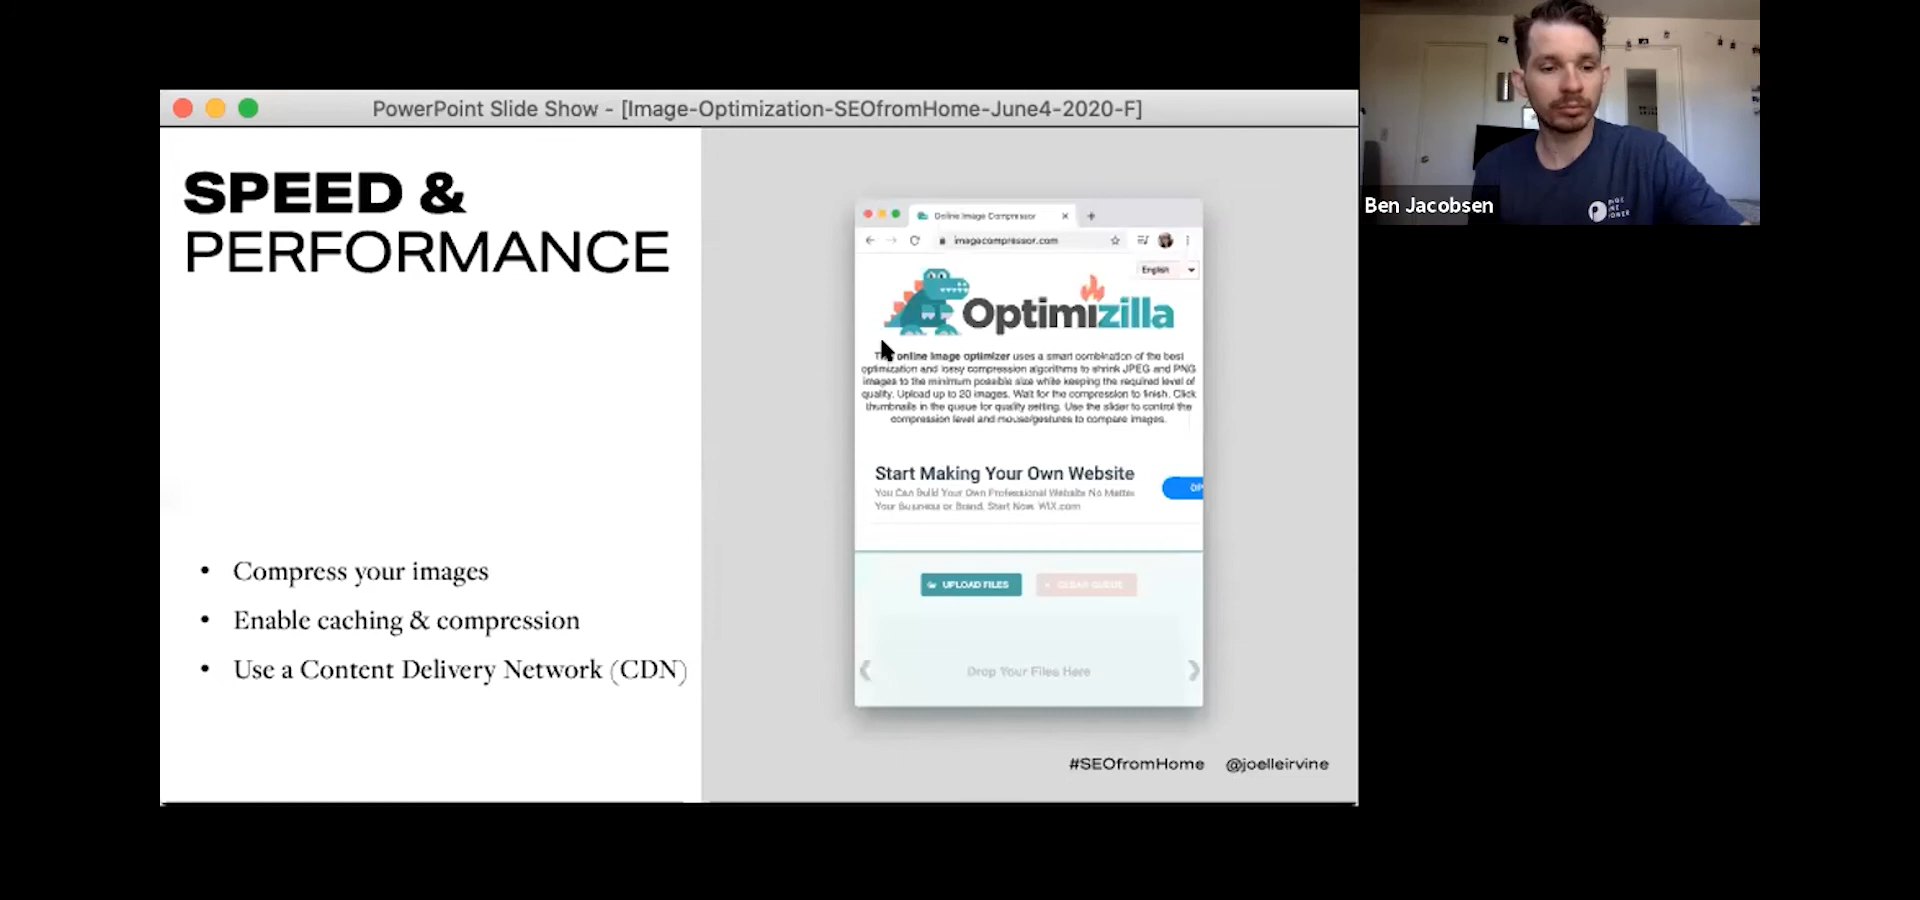 PowerPoint Slide Show - [Image-Optimization-SEOfromHome-June4-2020-F]
SPEED &
PERFORMANCE
• Compress your images
• Enable caching & compression
• Use a Content Delivery Network (CDN)
Online Image Compressor
imagecompressor.com
English
Optimizilla
online image optimizer uses a smart combination of the best
optimization and lossy compression algorithms to shrink JPEG and PNG
images to the minimum possible size while keeping the required level of
quality. Upload up to 20 images. Wait for the compression to finish. Click
thumbnails in the queue for quality setting. Use the slider to control the
compression level and mouse/gestures to compare images.
Start Making Your Own Website
You Can Build Your Own Professional Website No Matter
Your Business or Brand. Start Now. WIX.com
OP
UPLOAD FILES
CLEAR QUEUE
Drop Your Files Here
#SEOfromHome @joelleirvine
Ben Jacobsen